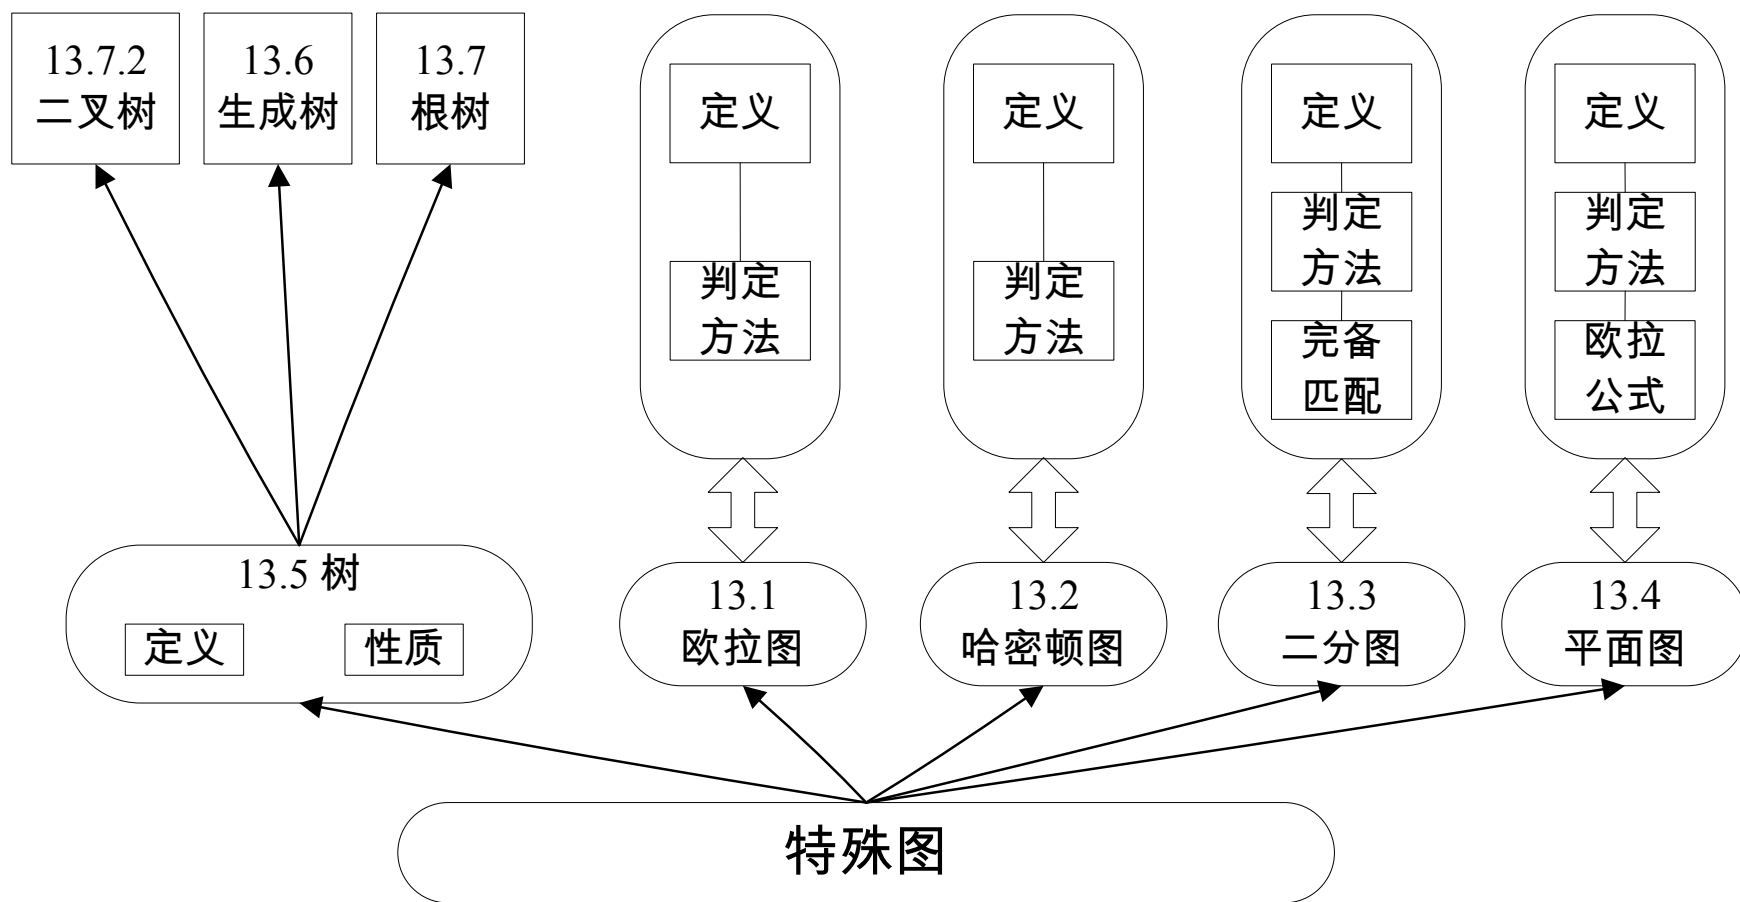 13.7.2
二叉树
13.6
生成树
13.7
根树
定义
判定
方法
定义
判定
方法
定义
判定
方法
完备
匹配
定义
判定
方法
欧拉
公式
13.5 树
定义
性质
13.1
欧拉图
13.2
哈密顿图
13.3
二分图
13.4
平面图
特殊图